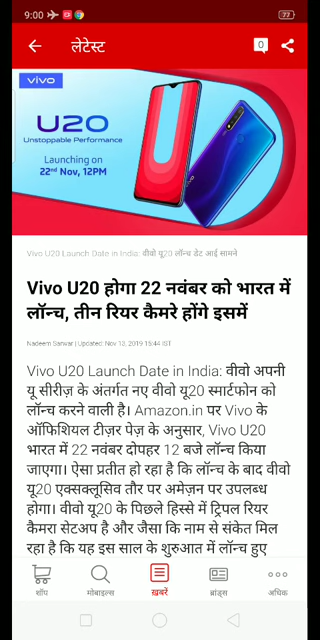 9:00
77
लेटेस्ट
0
vivo
U20
Unstoppable Performance
Launching on
22nd Nov, 12PM
Vivo U20 Launch Date in India: वीवो यू20 लॉन्च डेट आई सामने
Vivo U20 होगा 22 नवंबर को भारत में
लॉन्च, तीन रियर कैमरे होंगे इसमें
Nadeem Sarwar | Updated: Nov 13, 2019 15:44 IST
Vivo U20 Launch Date in India: वीवो अपनी
यू सीरीज़ के अंतर्गत नए वीवो यू20 स्मार्टफोन को
लॉन्च करने वाली है। Amazon.in पर Vivo के
ऑफिशियल टीज़र पेज़ के अनुसार, Vivo U20
भारत में 22 नवंबर दोपहर 12 बजे लॉन्च किया
जाएगा। ऐसा प्रतीत हो रहा है कि लॉन्च के बाद वीवो
यू20 एक्सक्लूसिव तौर पर अमेज़न पर उपलब्ध
होगा। वीवो यू20 के पिछले हिस्से में ट्रिपल रियर
कैमरा सेटअप है और जैसा कि नाम से संकेत मिल
रहा है कि यह इस साल के शुरुआत में लॉन्च हुए
शॉप मोबाइल्स ख़बरें ब्रांड्स अधिक